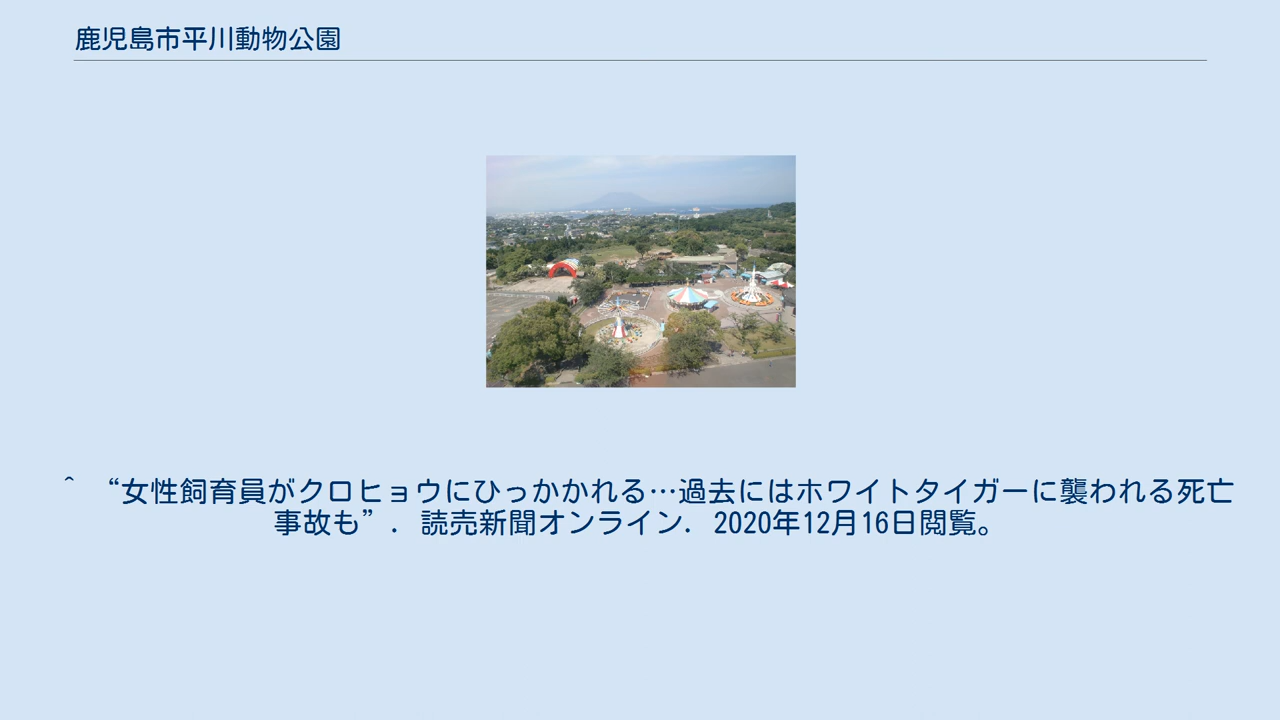 鹿児島市平川動物公園
^ “女性飼育員がクロヒョウにひっかかれる…過去にはホワイトタイガーに襲われる死亡
事故も”. 読売新聞オンライン. 2020年12月16日閲覧。